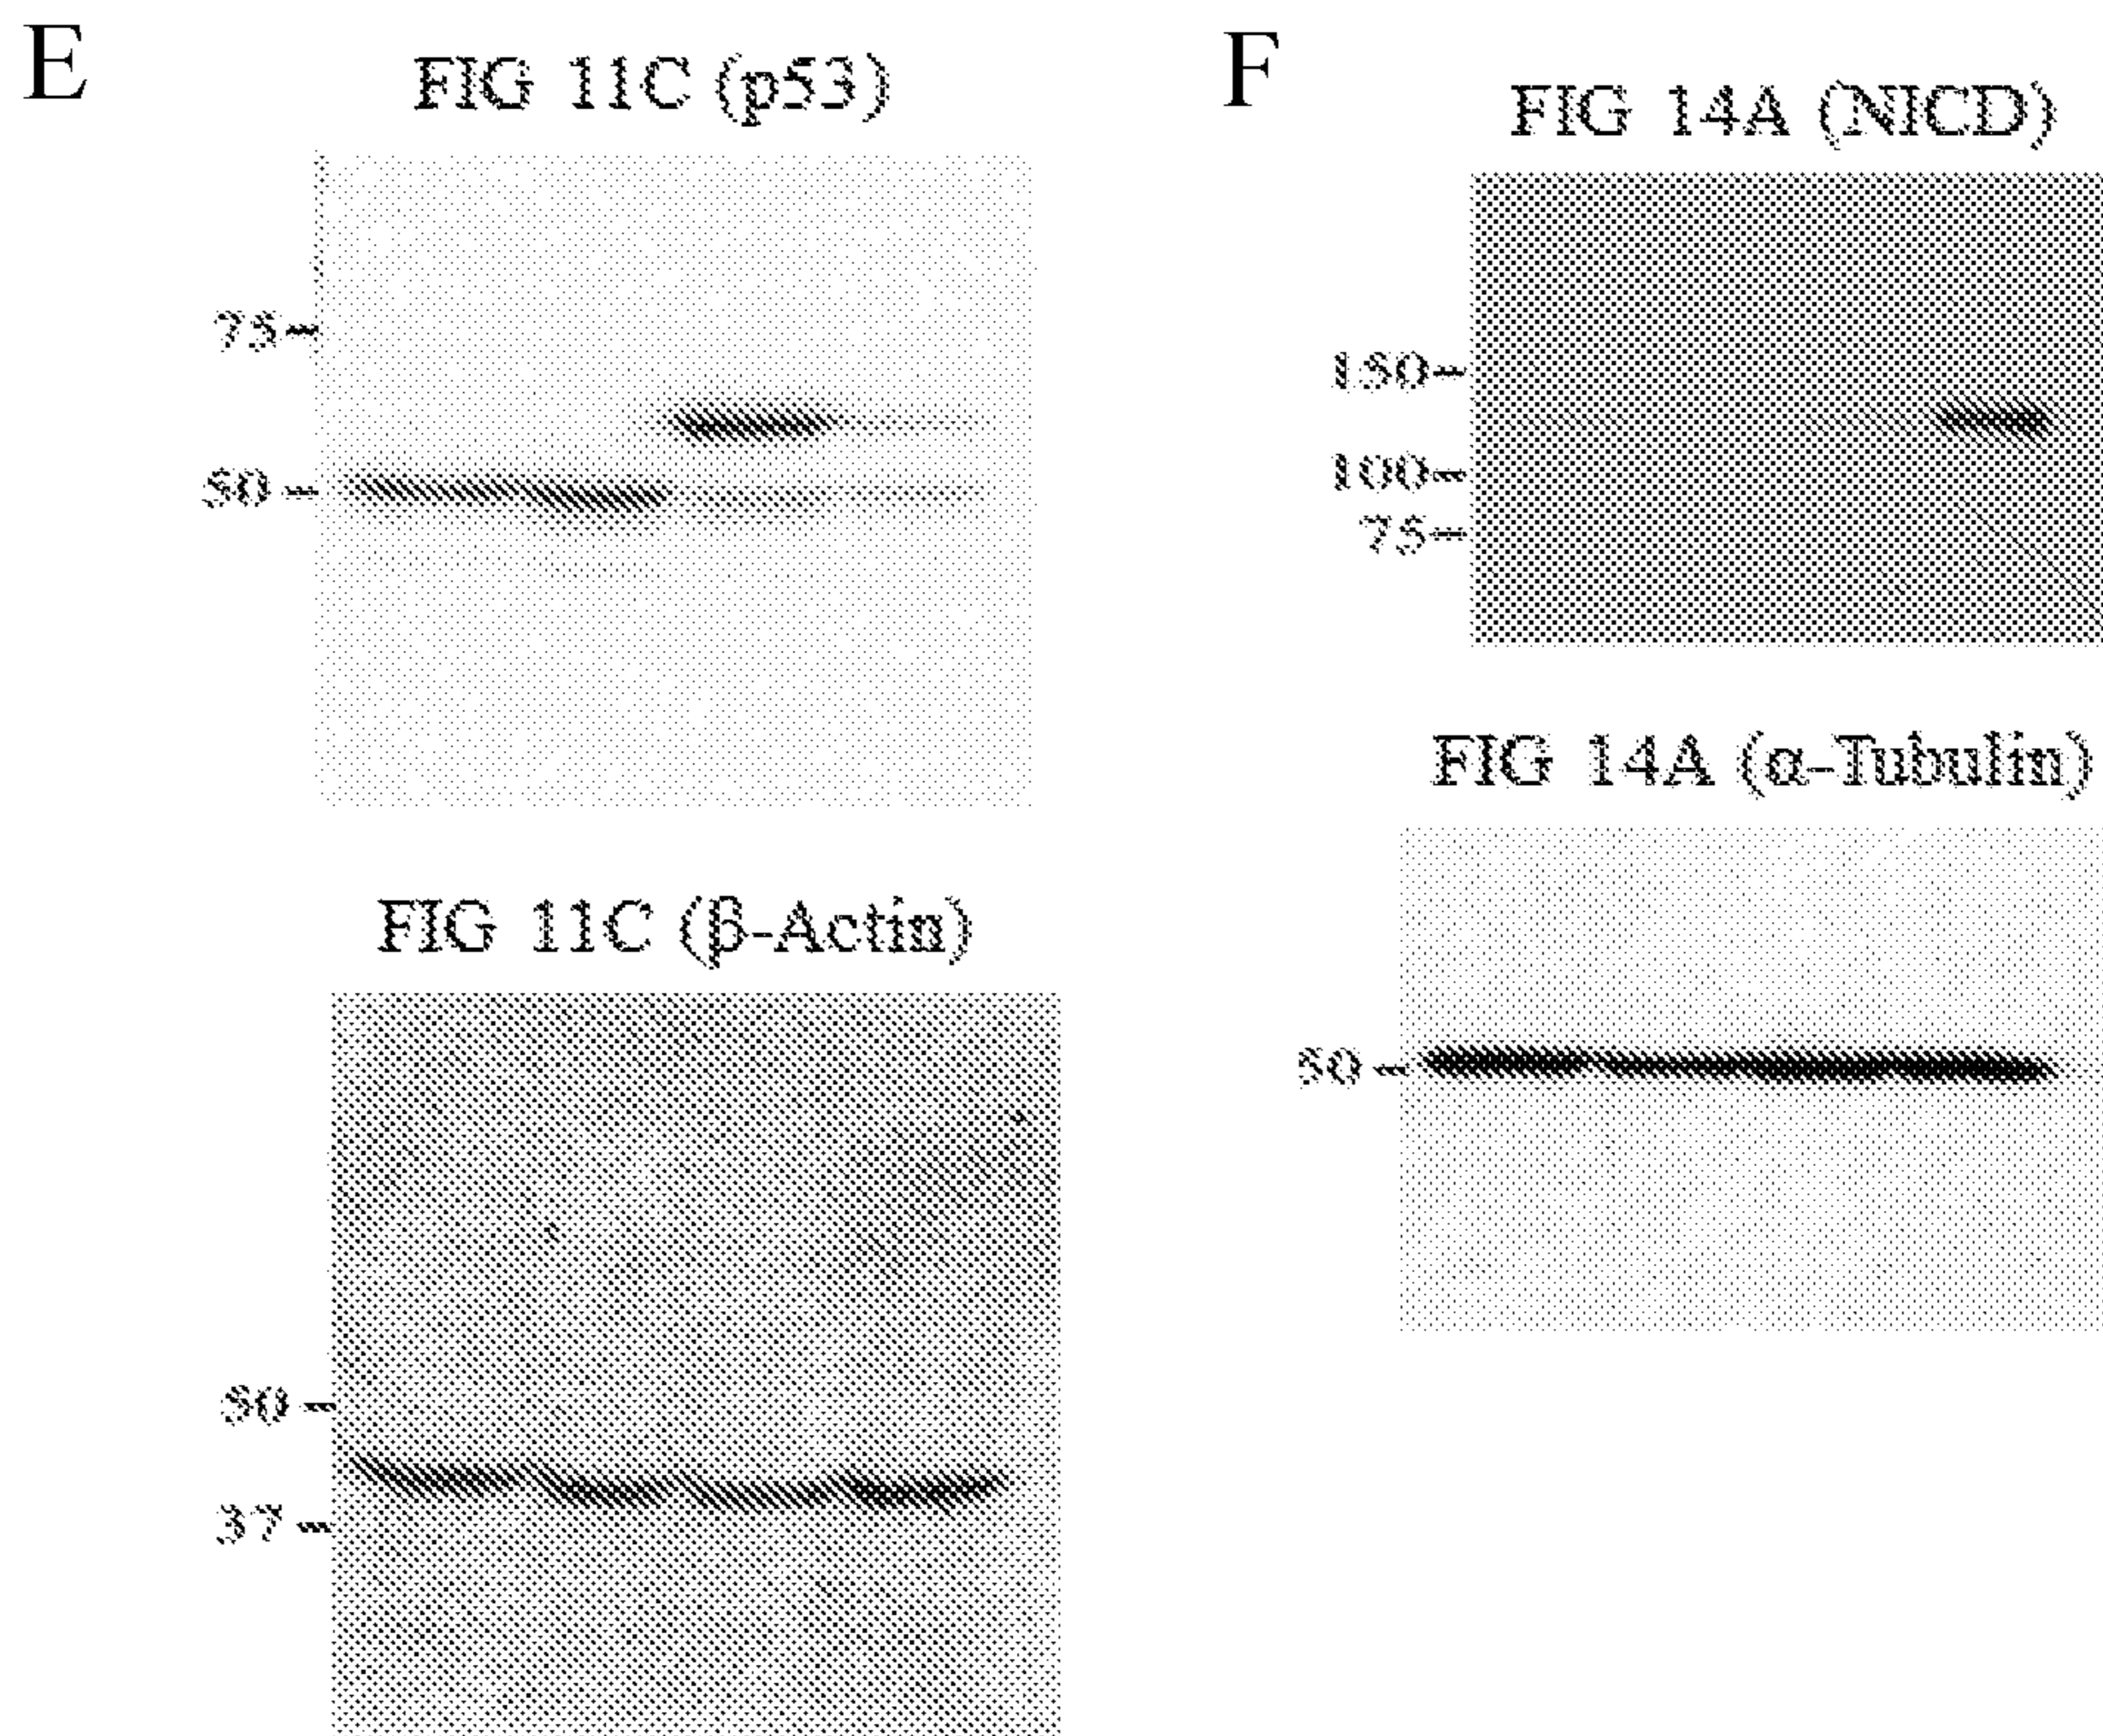 E
FIG 11C (p53)
75-
50-
FIG 11C (β-Actin)
50-
37-
F
FIG 14A (NICD)
150-
100-
75-
FIG 14A (α-Tubulin)
50-